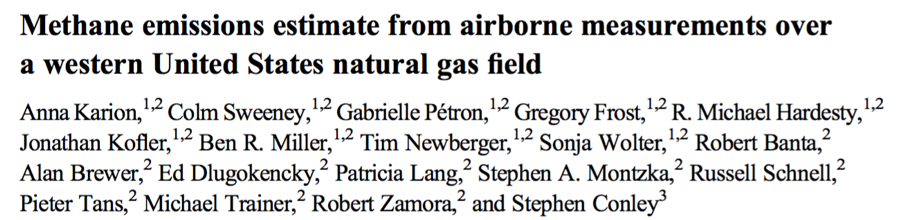 Methane emissions estimate from airborne measurements over
a western United States natural gas field
Anna Karion,1,2 Colm Sweeney,1,2 Gabrielle Pétron,1,2 Gregory Frost,1,2 R. Michael Hardesty,1,2
Jonathan Kofler,1,2 Ben R. Miller,1,2 Tim Newberger,1,2 Sonja Wolter,1,2 Robert Banta,2
Alan Brewer,2 Ed Dlugokencky,2 Patricia Lang,2 Stephen A. Montzka,2 Russell Schnell,2
Pieter Tans,2 Michael Trainer,2 Robert Zamora,2 and Stephen Conley3